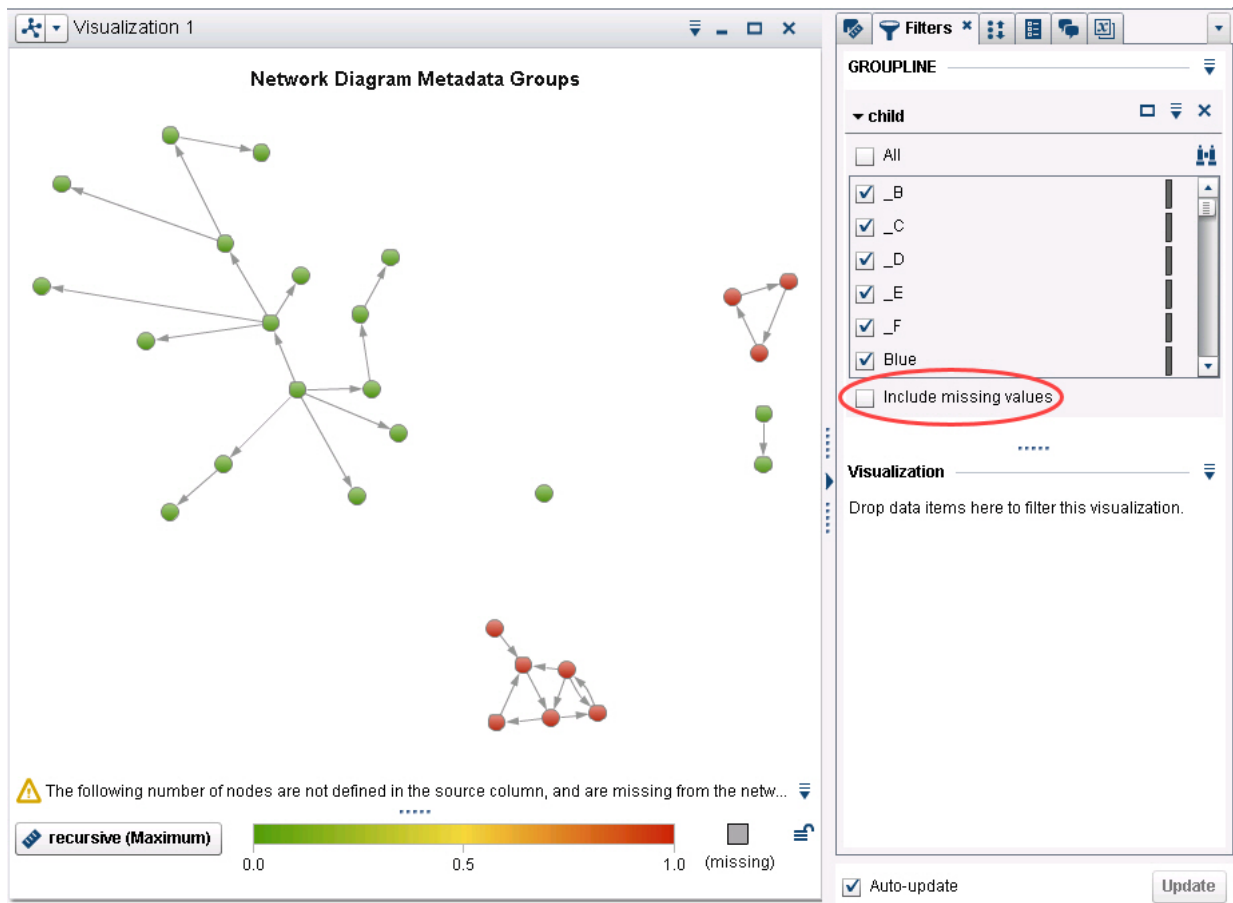 Visualization 1
Network Diagram Metadata Groups
The following number of nodes are not defined in the source column, and are missing from the netw...
recursive (Maximum)
0.0
0.5
1.0
(missing)
Filters
GROUPLINE
child
All
_B
_C
_D
_E
_F
Blue
Include missing values
Visualization
Drop data items here to filter this visualization.
Auto-update
Update